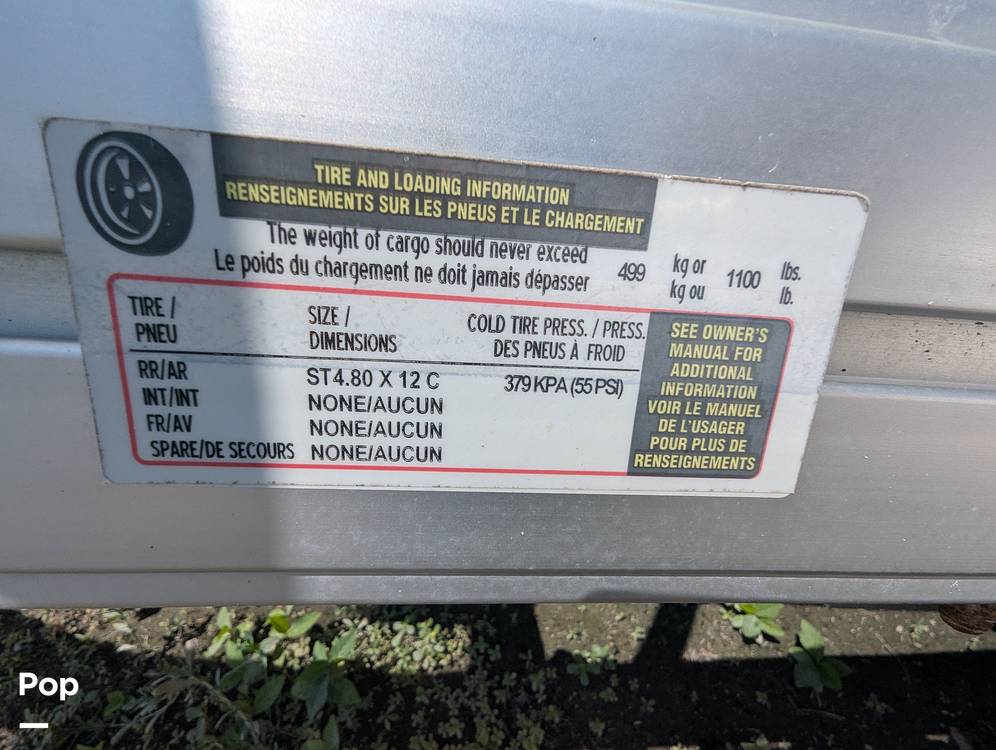 TIRE AND LOADING INFORMATION
RENSEIGNEMENTS SUR LES PNEUS ET LE CHARGEMENT
The weight of cargo should never exceed
Le poids du chargement ne doit jamais dépasser
499
kg or
kg ou
1100
lbs.
lb.
TIRE /
PNEU
SIZE /
DIMENSIONS
COLD TIRE PRESS. / PRESS.
DES PNEUS À FROID
RR/AR ST4.80 X 12 C 379 KPA (55 PSI)
INT/INT NONE/AUCUN
FR/AV NONE/AUCUN
SPARE/DE SECOURS NONE/AUCUN
SEE OWNER'S
MANUAL FOR
ADDITIONAL
INFORMATION
VOIR LE MANUEL
DE L'USAGER
POUR PLUS DE
RENSEIGNEMENTS
Pop